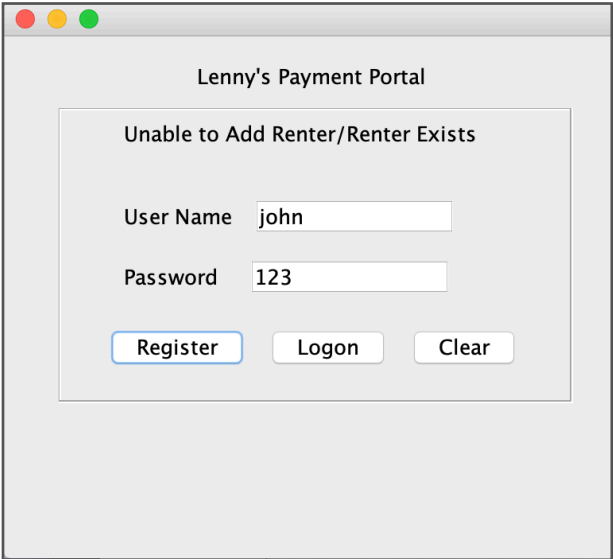 Lenny's Payment Portal
Unable to Add Renter/Renter Exists
User Name john
Password 123
Register Logon Clear